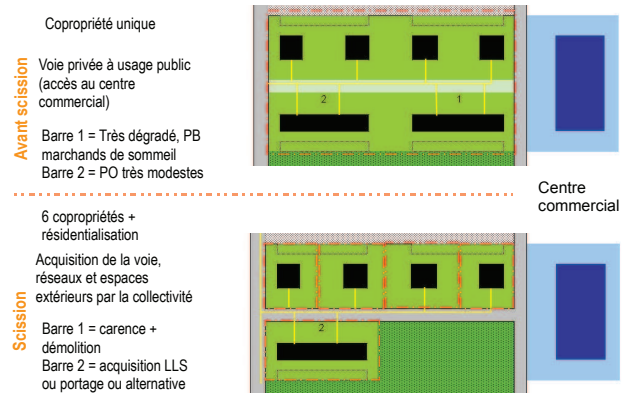 Avant scission
Copropriété unique
Voie privée à usage public
(accès au centre
commercial)
Barre 1 = Très dégradé, PB
marchands de sommeil
Barre 2 = PO très modestes
2
1
Centre
commercial
Scission
6 copropriétés +
résidentialisation
Acquisition de la voie,
réseaux et espaces
extérieurs par la collectivité
Barre 1 = carence +
démolition
Barre 2 = acquisition LLS
ou portage ou alternative
2